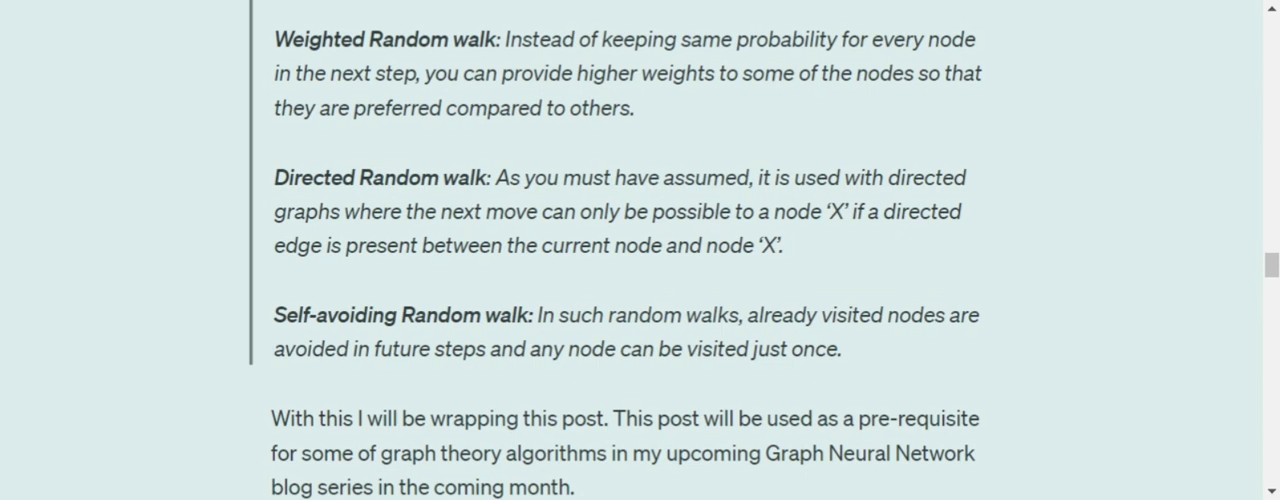 Weighted Random walk: Instead of keeping same probability for every node
in the next step, you can provide higher weights to some of the nodes so that
they are preferred compared to others.
Directed Random walk: As you must have assumed, it is used with directed
graphs where the next move can only be possible to a node ‘X’ if a directed
edge is present between the current node and node ‘X’.
Self-avoiding Random walk: In such random walks, already visited nodes are
avoided in future steps and any node can be visited just once.
With this I will be wrapping this post. This post will be used as a pre-requisite
for some of graph theory algorithms in my upcoming Graph Neural Network
blog series in the coming month.